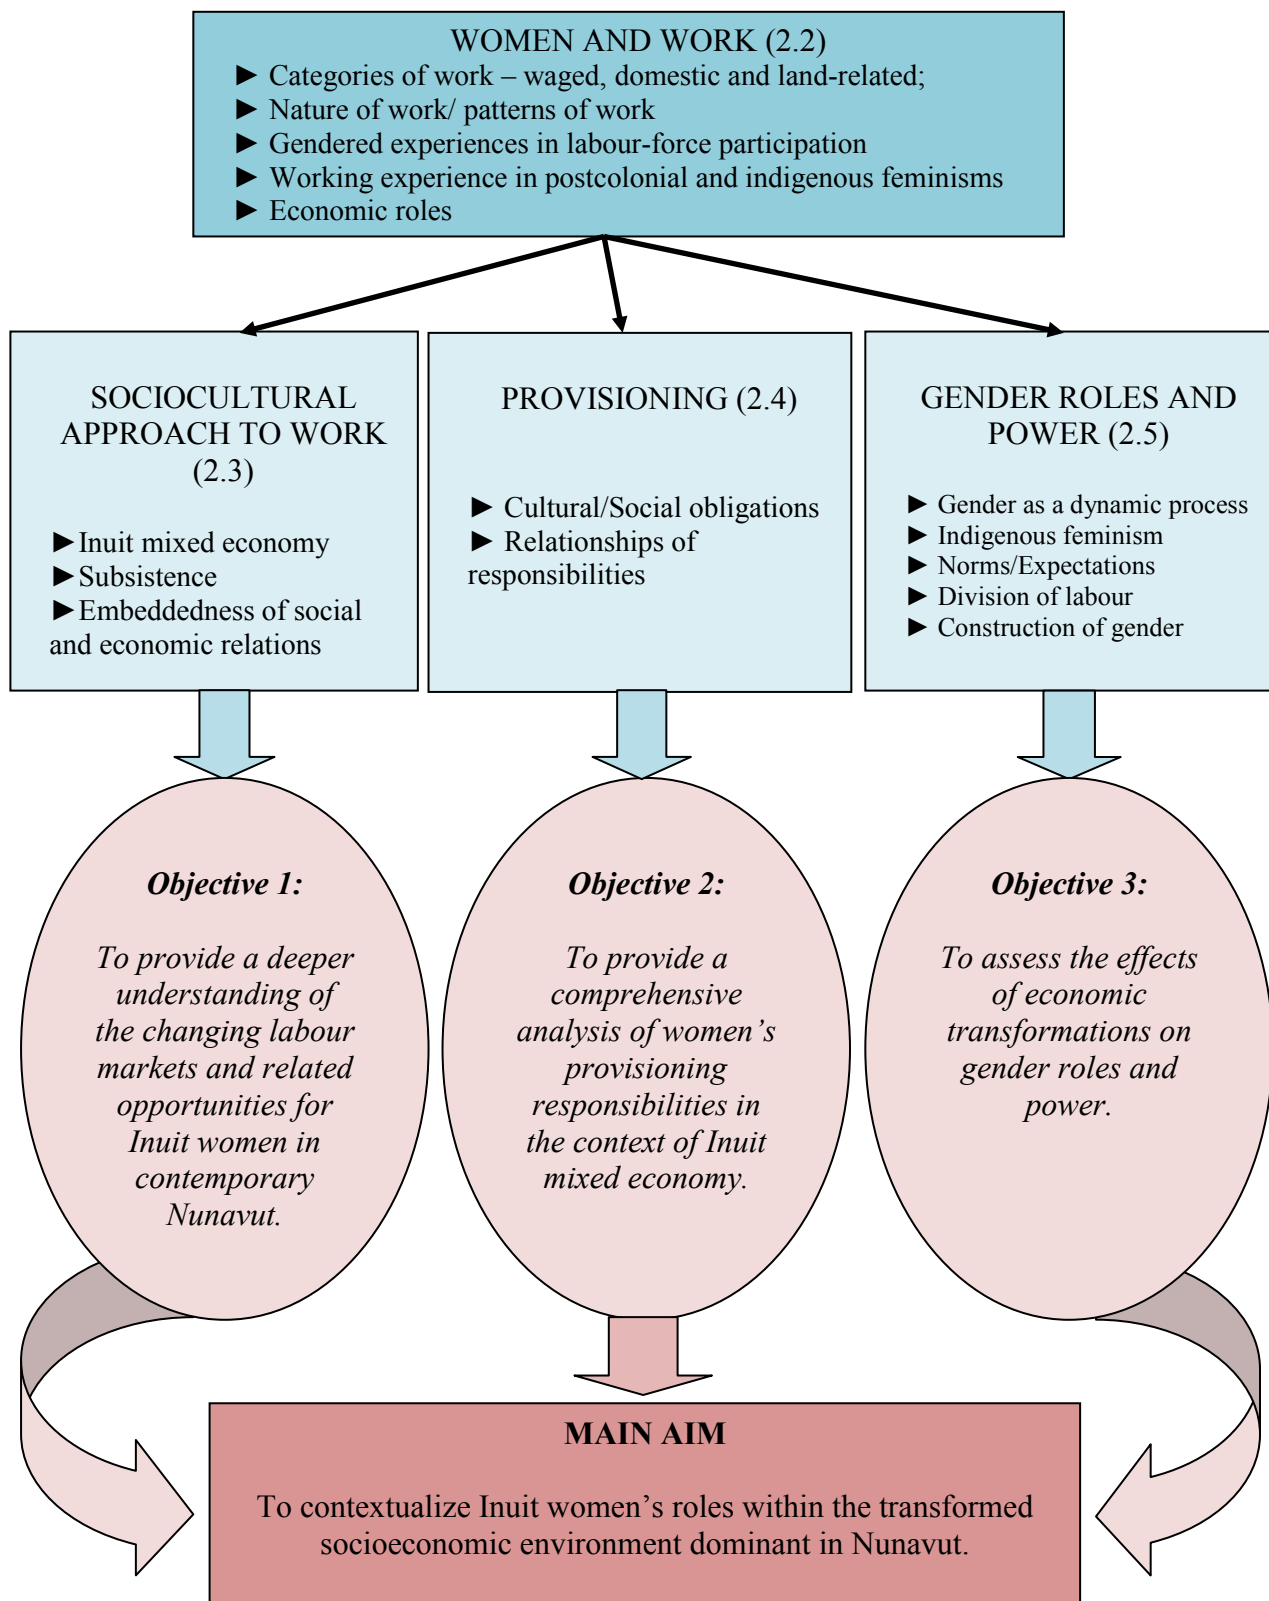 WOMEN AND WORK (2.2)
► Categories of work – waged, domestic and land-related;
► Nature of work/ patterns of work
► Gendered experiences in labour-force participation
► Working experience in postcolonial and indigenous feminisms
► Economic roles
SOCIOCULTURAL
APPROACH TO WORK
(2.3)
►Inuit mixed economy
►Subsistence
►Embeddedness of social
and economic relations
PROVISIONING (2.4)
► Cultural/Social obligations
► Relationships of
responsibilities
GENDER ROLES AND
POWER (2.5)
► Gender as a dynamic process
► Indigenous feminism
► Norms/Expectations
► Division of labour
► Construction of gender
Objective 1:
To provide a deeper
understanding of
the changing labour
markets and related
opportunities for
Inuit women in
contemporary
Nunavut.
Objective 2:
To provide a
comprehensive
analysis of women’s
provisioning
responsibilities in
the context of Inuit
mixed economy.
Objective 3:
To assess the effects
of economic
transformations on
gender roles and
power.
MAIN AIM
To contextualize Inuit women’s roles within the transformed
socioeconomic environment dominant in Nunavut.